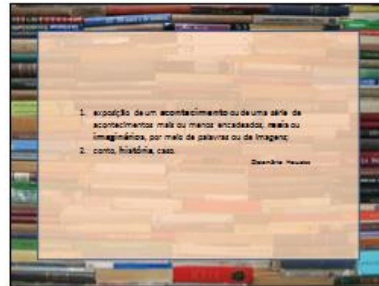 1. exposição de um acontecimento ou de uma série de
acontecimentos mais ou menos encadeados, reais ou
imaginários, por meio de palavras ou de imagens;
2. conto, história, caso.
Dicionário Houaiss